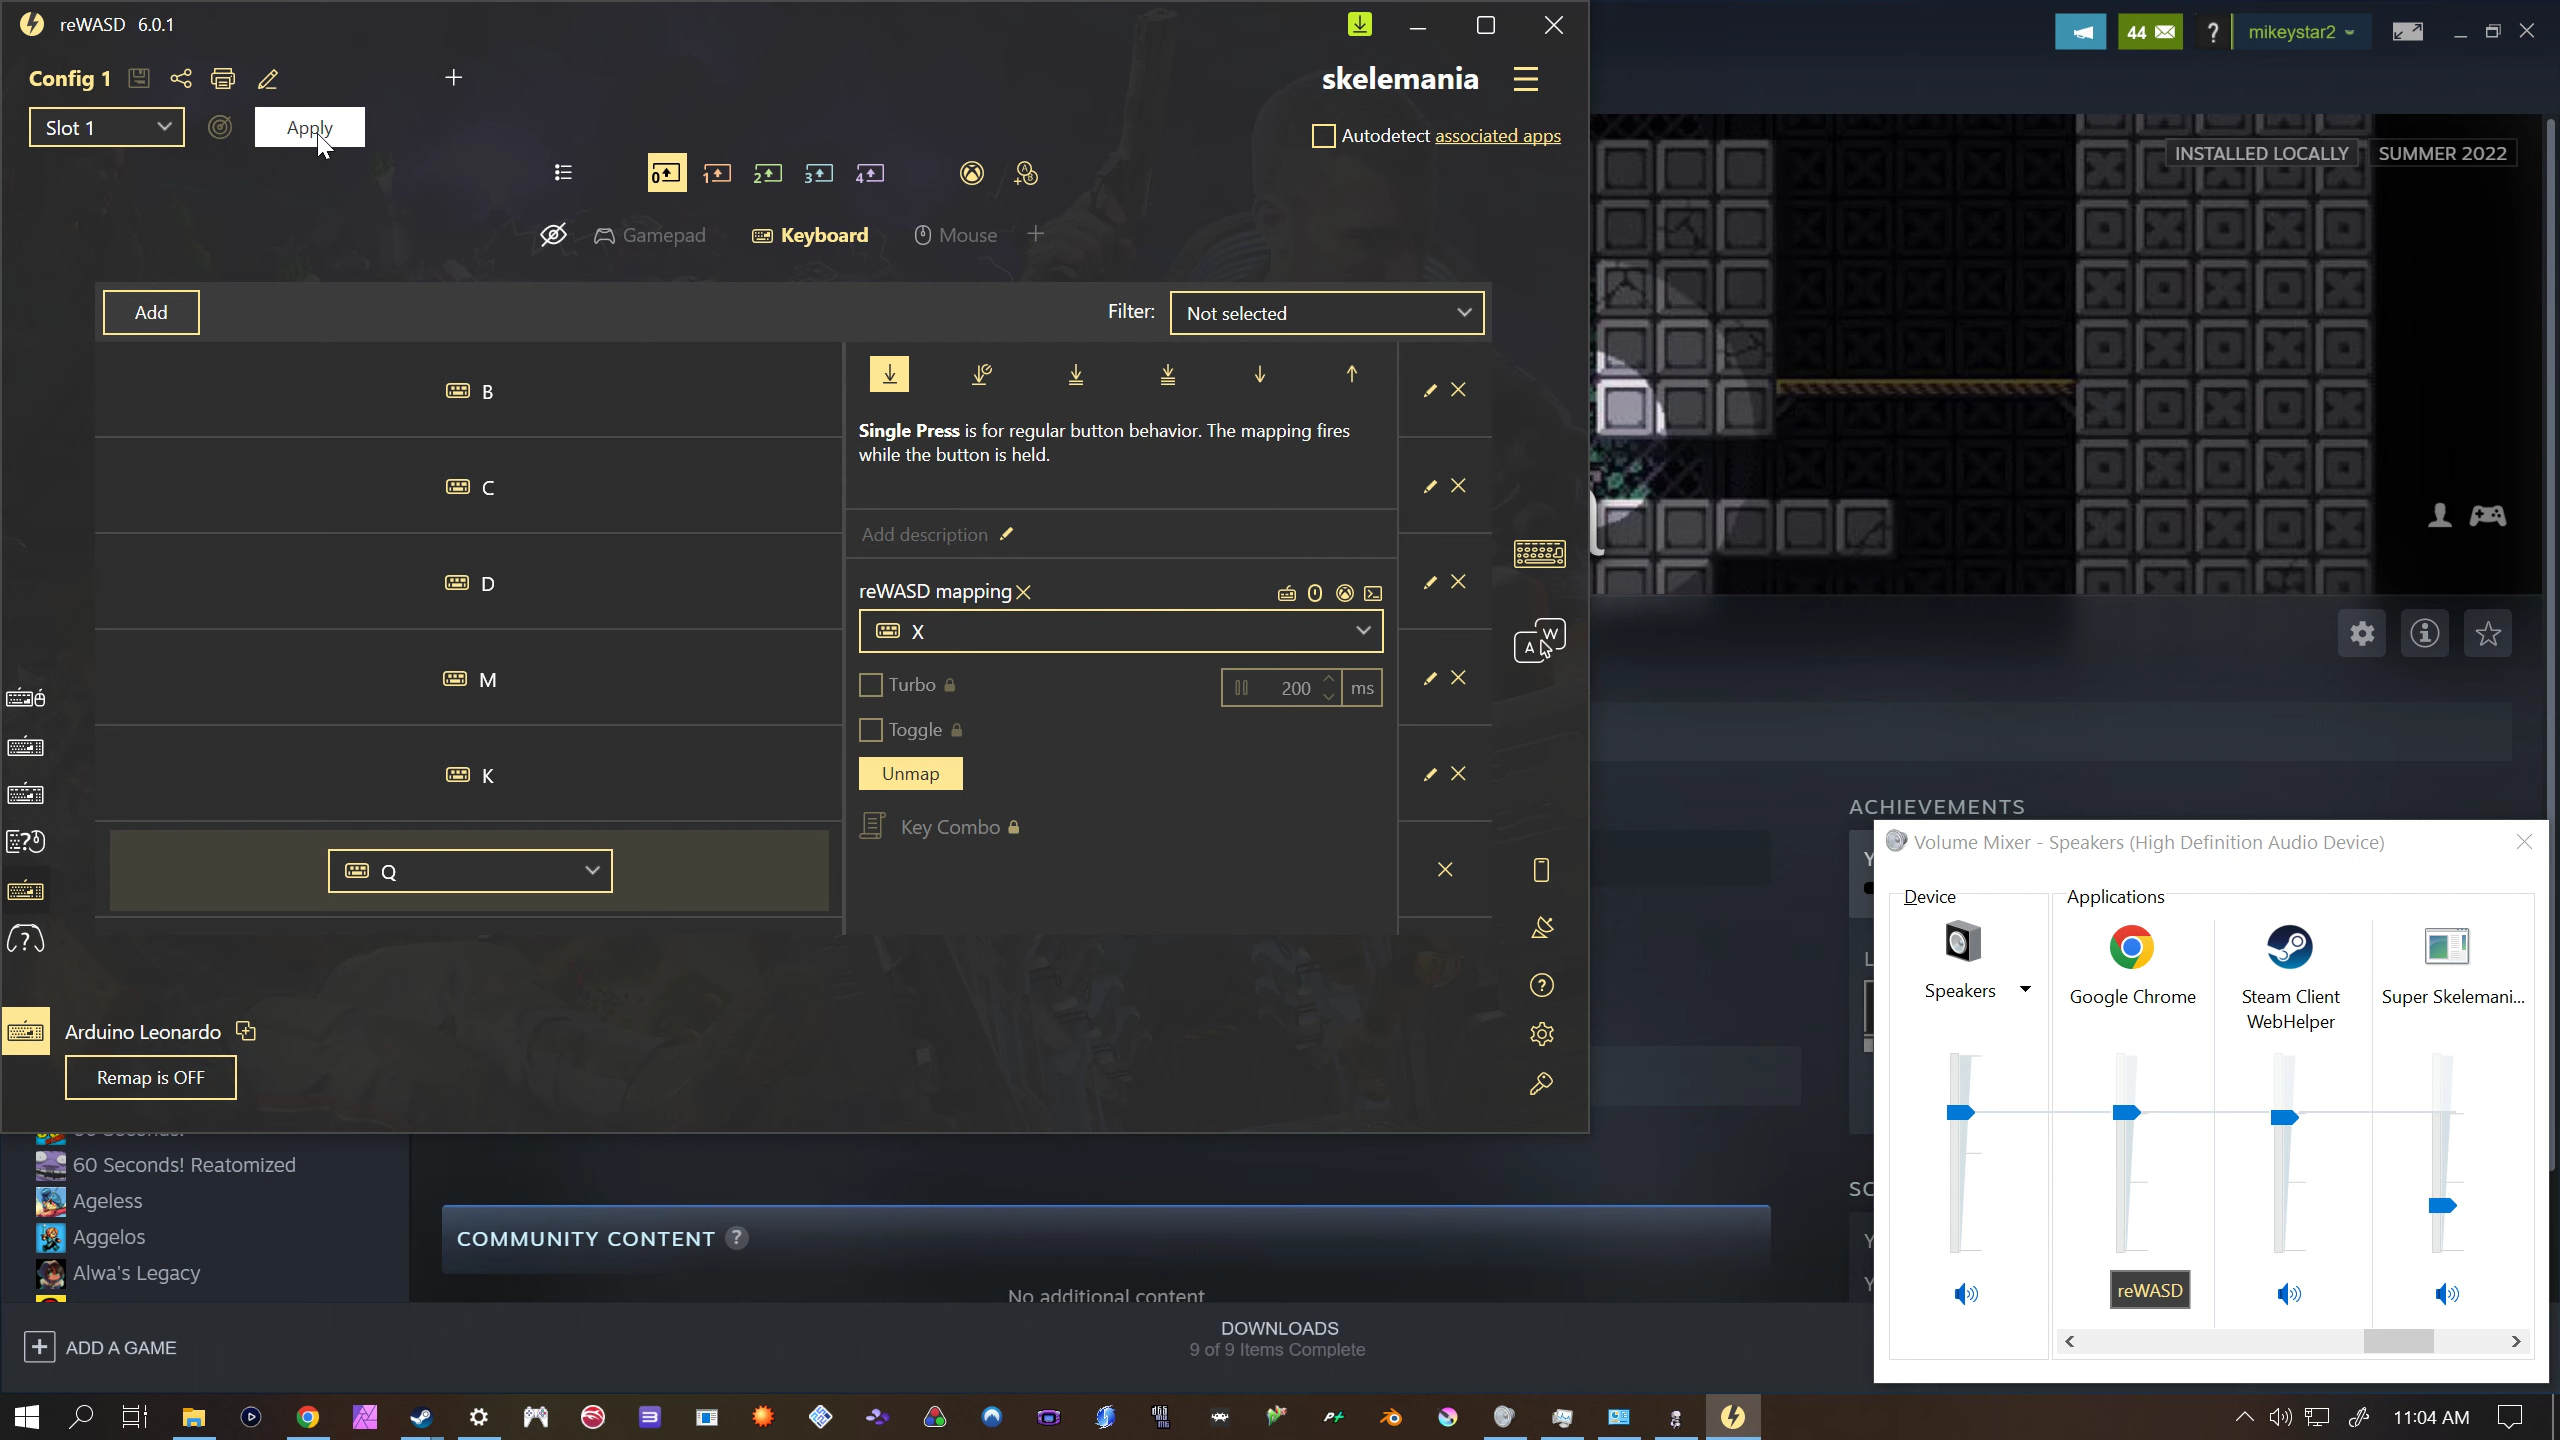 reWASD 6.0.1
44
?
mikeystar2
Config 1
skelemania
Slot 1
Apply
Autodetect associated apps
INSTALLED LOCALLY
SUMMER 2022
0
1
2
3
4
Gamepad
Keyboard
Mouse
Add
Filter:
Not selected
B
Single Press is for regular button behavior. The mapping fires
while the button is held.
C
Add description
D
reWASD mapping
X
M
Turbo
200
ms
Toggle
K
Unmap
Key Combo
Q
A
W
ACHIEVEMENTS
Volume Mixer - Speakers (High Definition Audio Device)
Device
Applications
Speakers
Google Chrome
Steam Client
WebHelper
Super Skelemani...
Arduino Leonardo
Remap is OFF
60 Seconds! Reatomized
Ageless
Aggelos
Alwa's Legacy
COMMUNITY CONTENT ?
No additional content
reWASD
ADD A GAME
DOWNLOADS
9 of 9 Items Complete
11:04 AM